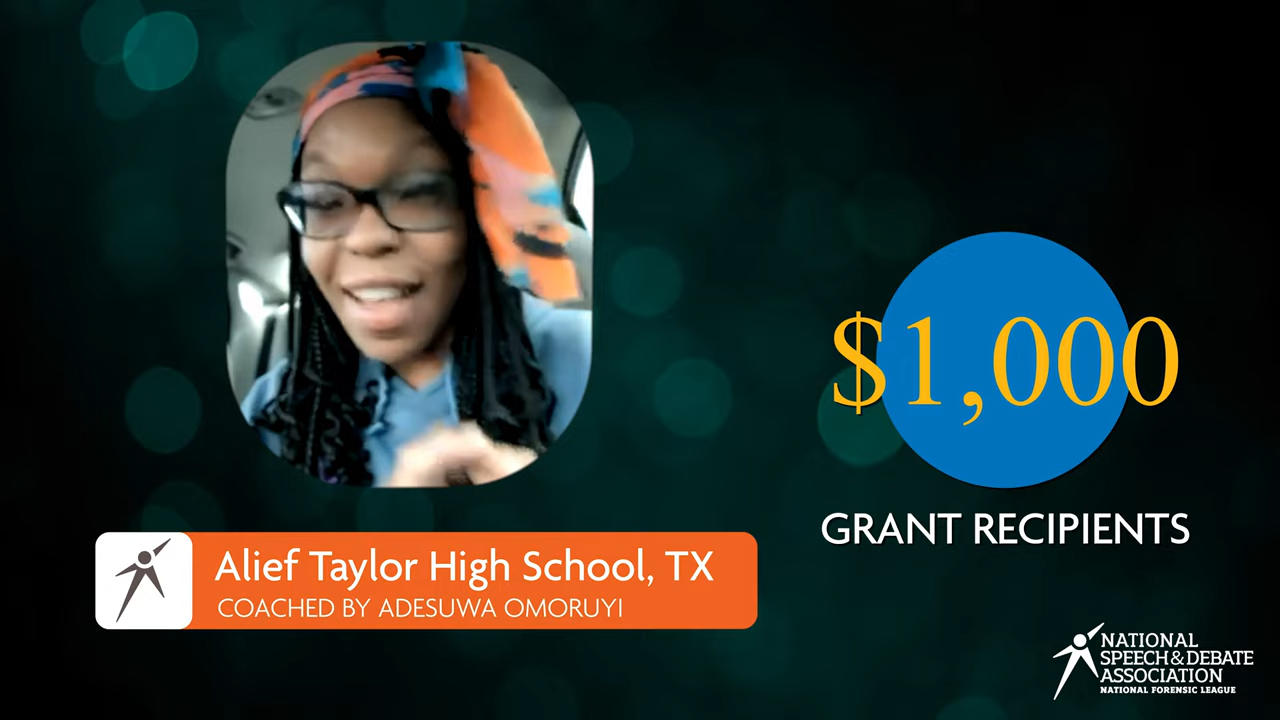 $1,000
GRANT RECIPIENTS
Alief Taylor High School, TX
COACHED BY ADESUWA OMORUYI
NATIONAL
SPEECH & DEBATE
ASSOCIATION
NATIONAL FORENSIC LEAGUE